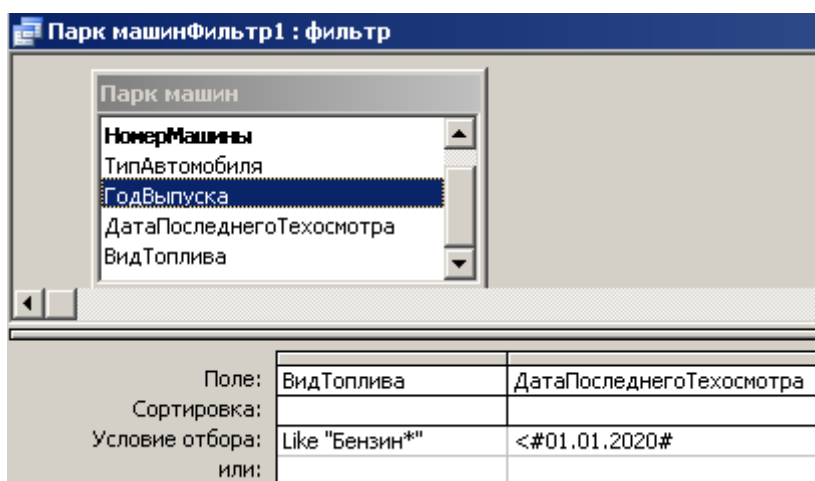 Парк машинФильтр1 : фильтр
Парк машин
НомерМашины
ТипАвтомобиля
ГодВыпуска
ДатаПоследнегоТехосмотра
ВидТоплива
Поле: ВидТоплива ДатаПоследнегоТехосмотра
Сортировка:
Условие отбора: Like "Бензин*" <#01.01.2020#
или: